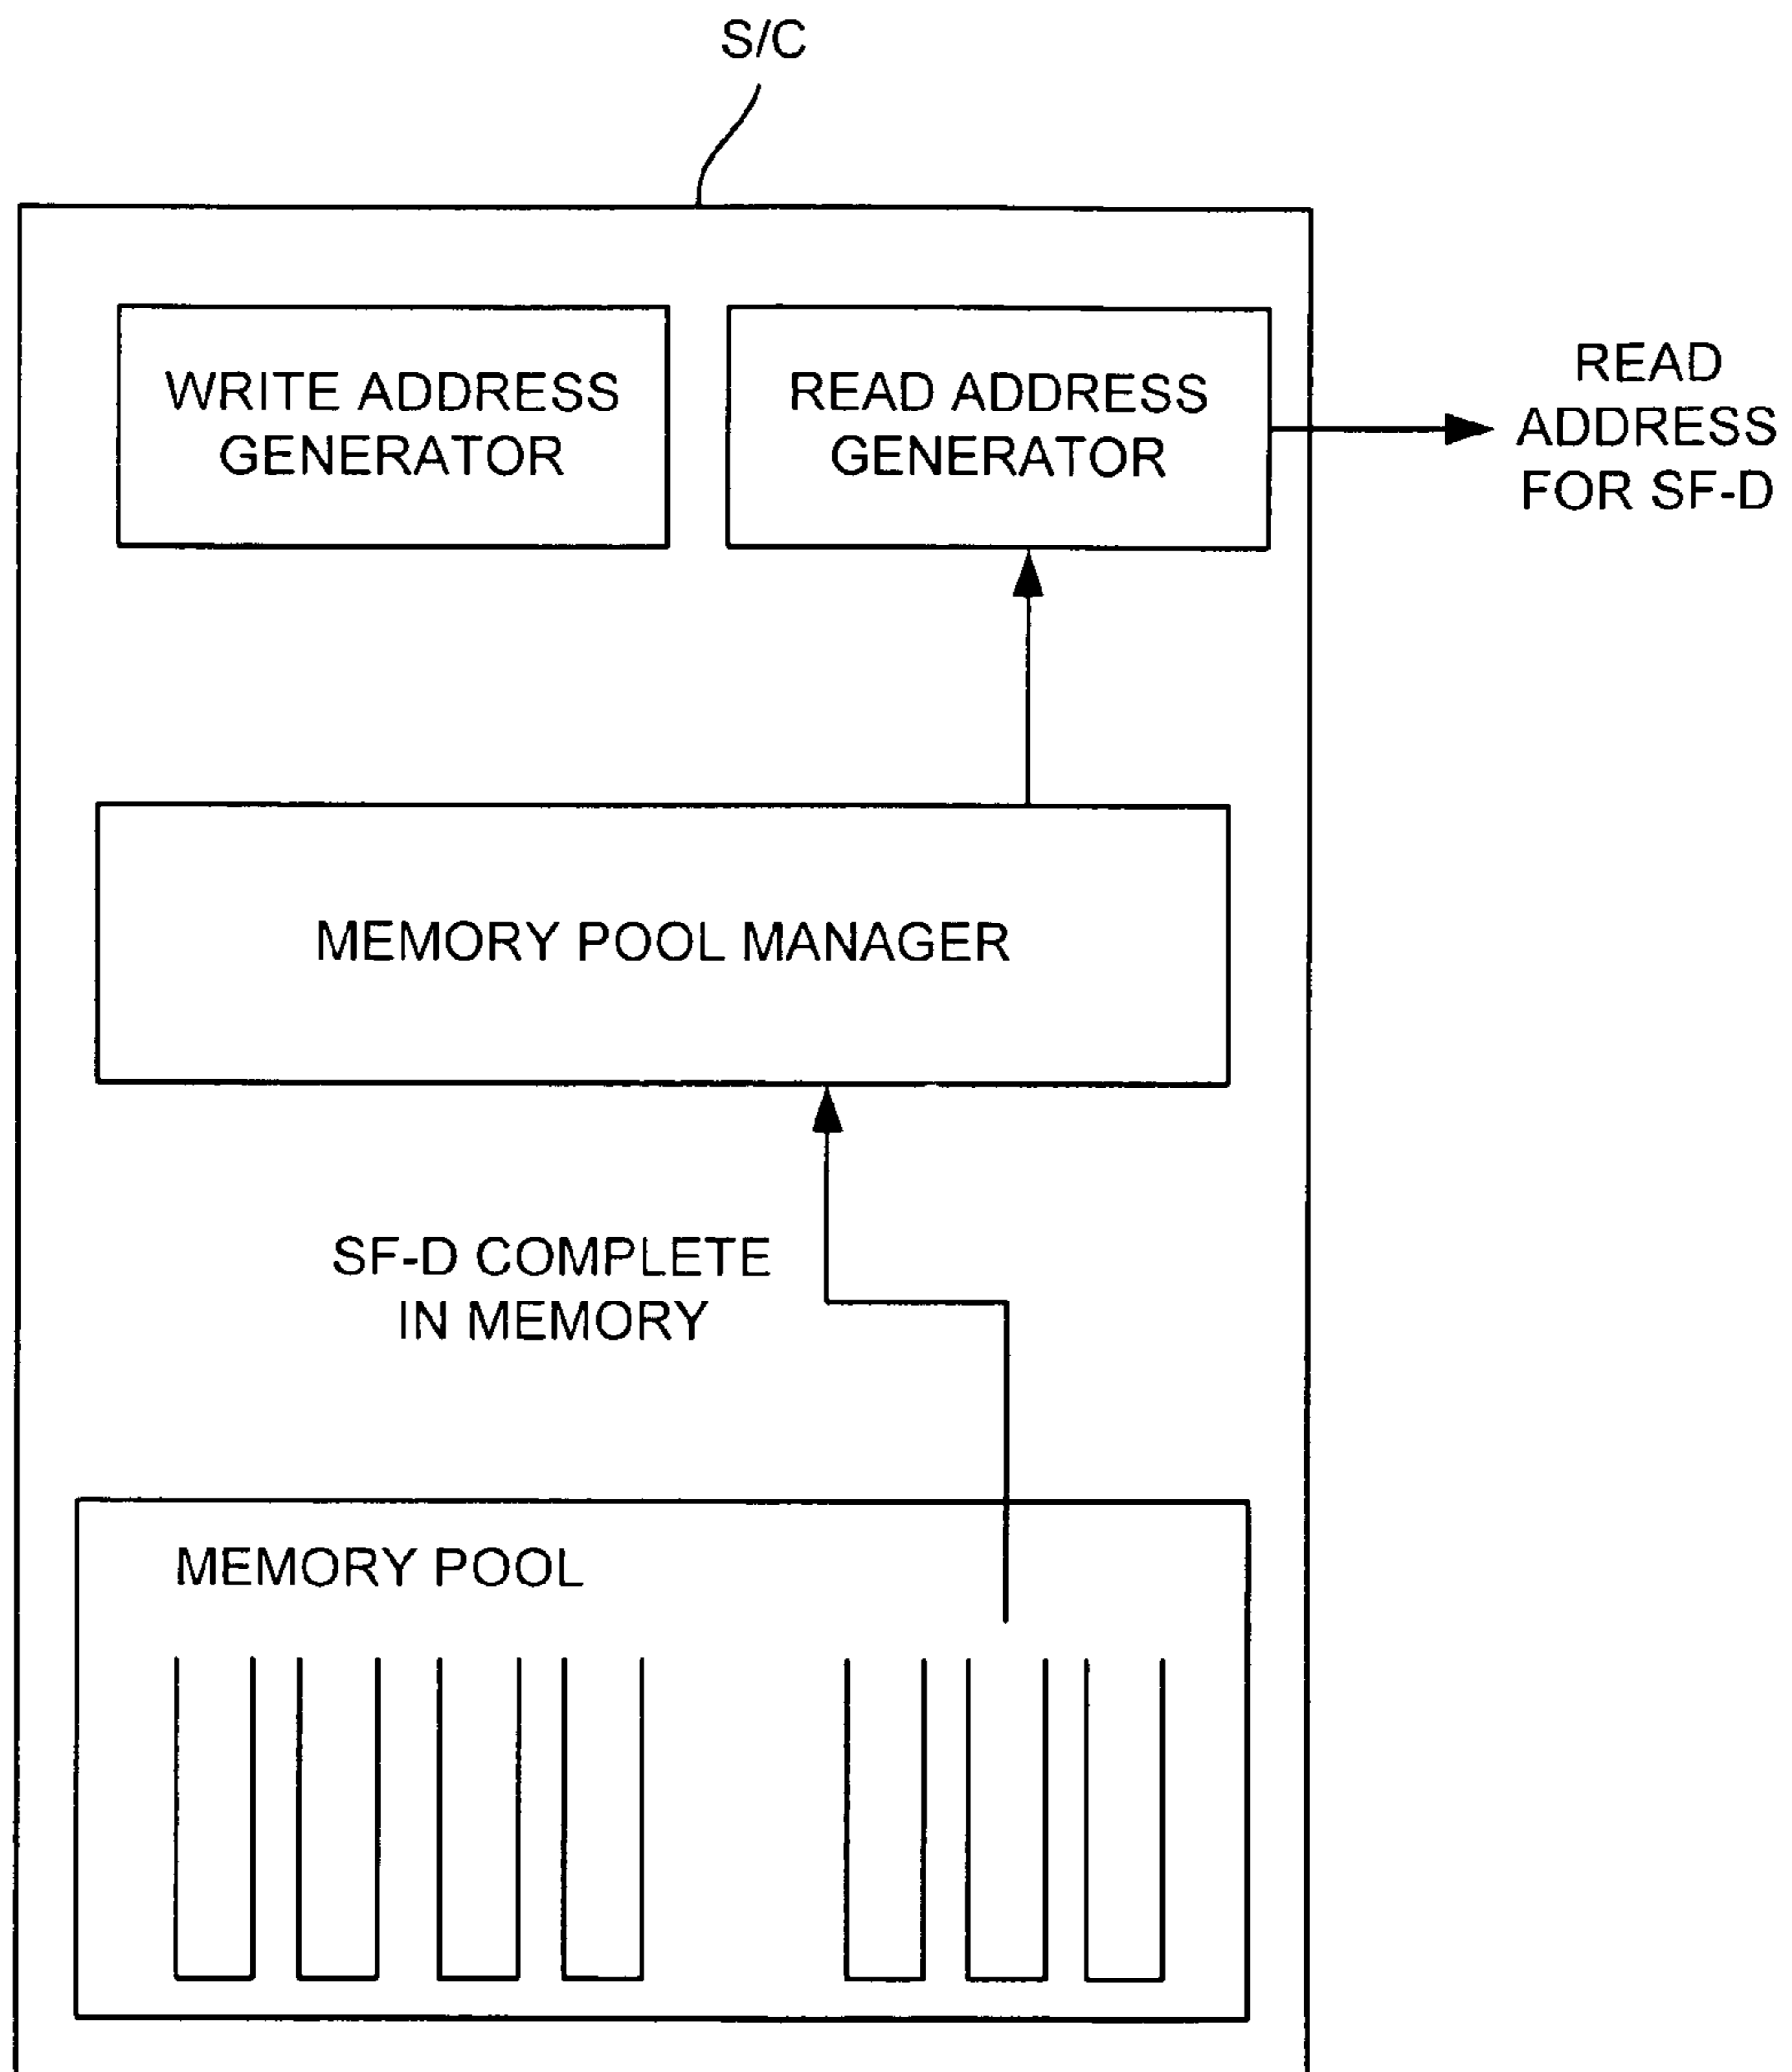 S/C
WRITE ADDRESS
GENERATOR
READ ADDRESS
GENERATOR
READ
ADDRESS
FOR SF-D
MEMORY POOL MANAGER
SF-D COMPLETE
IN MEMORY
MEMORY POOL